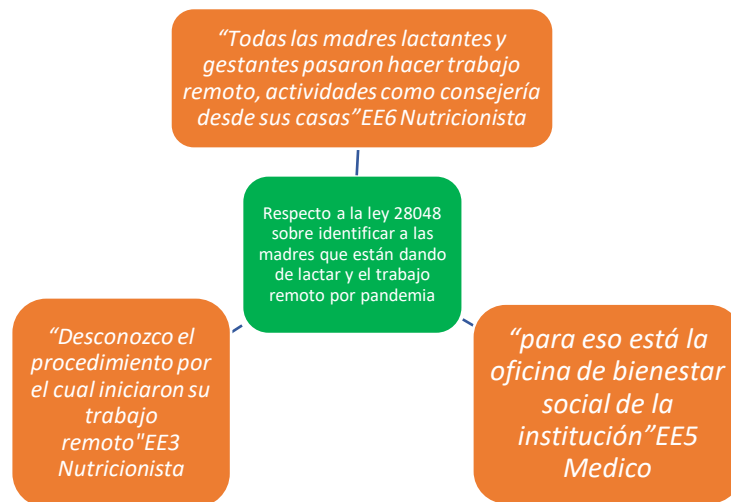 “Todas las madres lactantes y
gestantes pasaron hacer trabajo
remoto, actividades como consejería
desde sus casas”EE6 Nutricionista
Respecto a la ley 28048
sobre identificar a las
madres que están dando
de lactar y el trabajo
remoto por pandemia
“Desconozco el
procedimiento por
el cual iniciaron su
trabajo
remoto"EE3
Nutricionista
“para eso está la
oficina de bienestar
social de la
institución”EE5
Medico